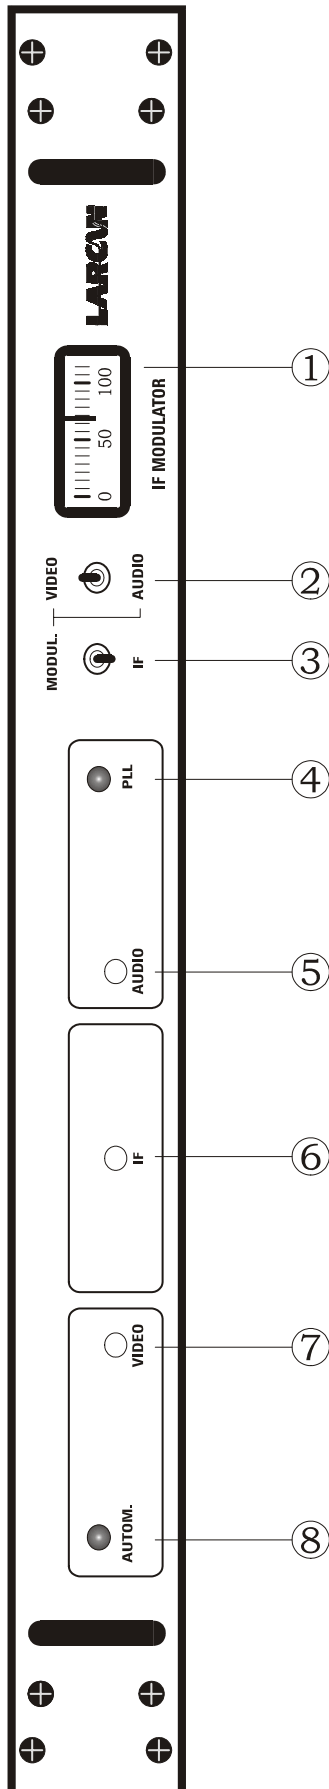 LARCAN
0 50 100
IF MODULATOR
①
VIDEO
AUDIO
②
MODUL.
IF
③
PLL
④
AUDIO
⑤
IF
⑥
VIDEO
⑦
AUTOM.
⑧